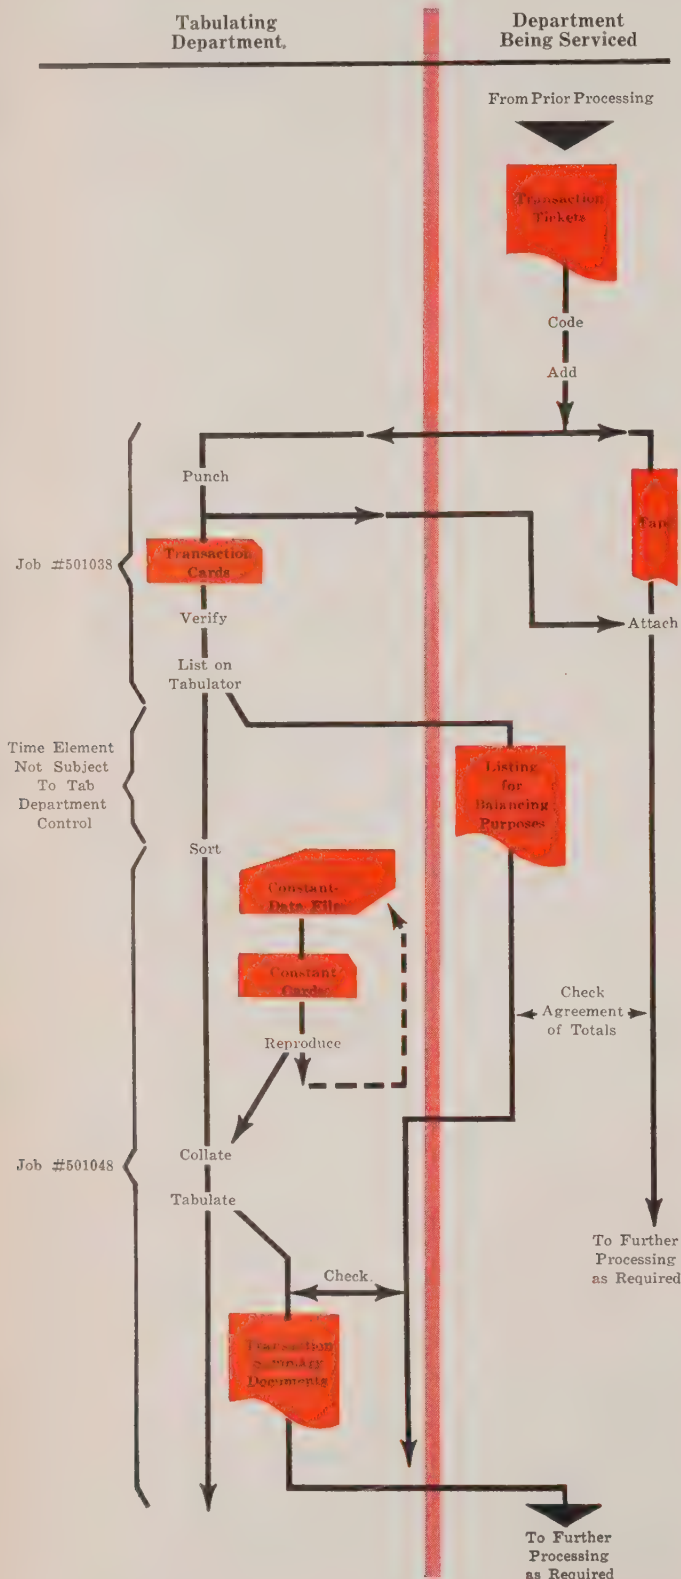 Tabulating
Department.
Department
Being Serviced
From Prior Processing
Transaction
Tickets
Code
Add
Punch
Tape
Job #501038
Transaction
Cards
Verify
Attach
List on
Tabulator
Time Element
Not Subject
To Tab
Department
Control
Listing
for
Balancing
Purposes
Sort
Constant-
Data File
Constant
Cards
Check
Agreement
of Totals
Reproduce
Job #501048
Collate
Tabulate
To Further
Processing
as Required
Check.
Transaction
Summary
Documents
To Further
Processing
as Required